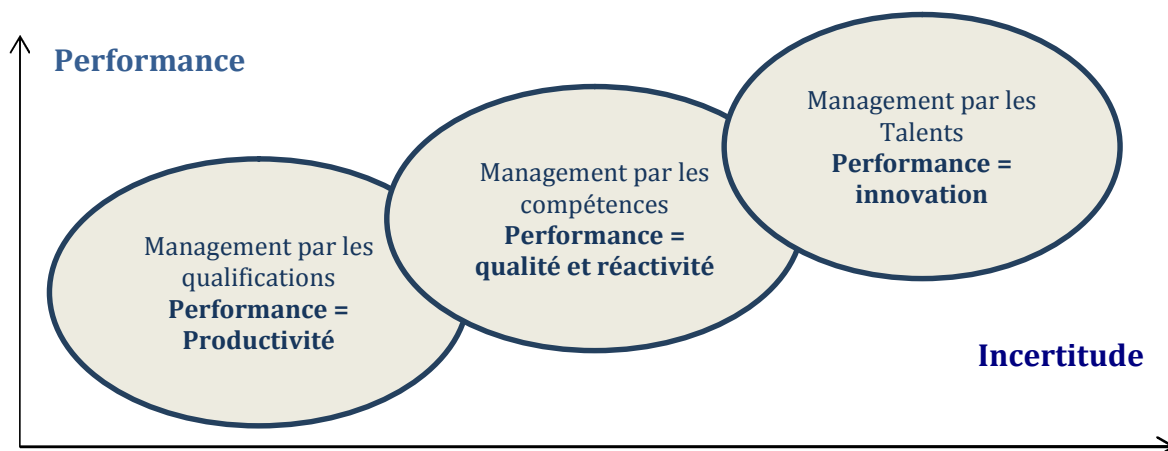 Performance
Management par les
Talents
Performance =
innovation
Management par les
compétences
Performance =
qualité et réactivité
Management par les
qualifications
Performance =
Productivité
Incertitude